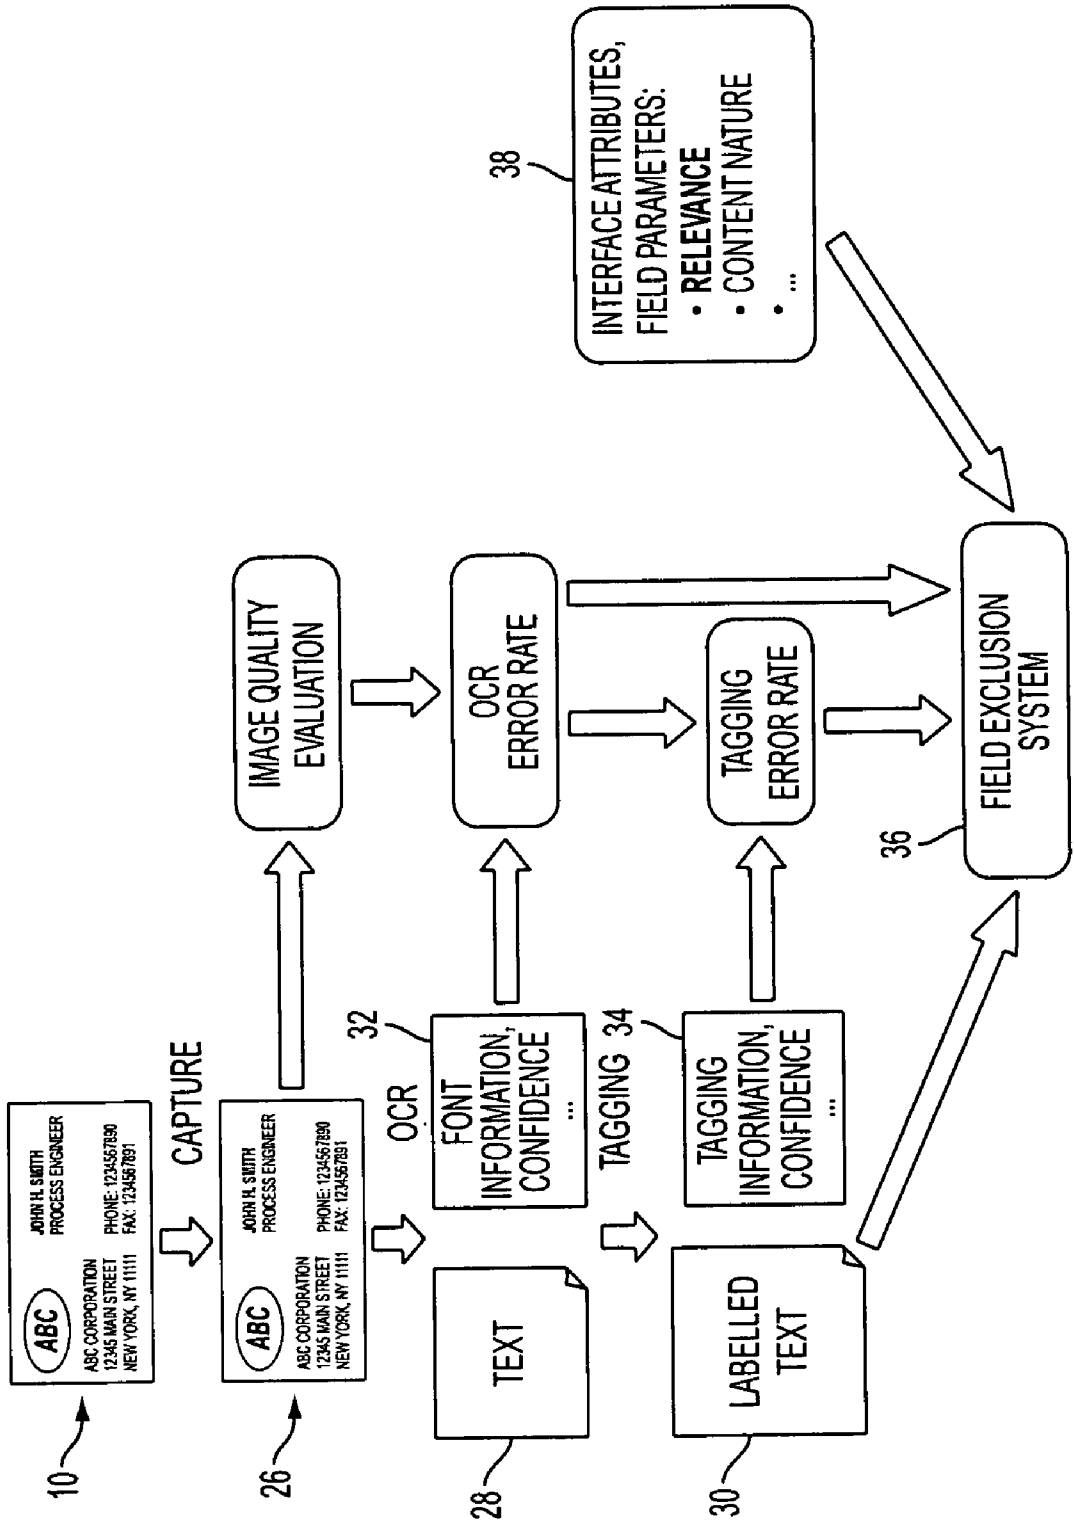 10
ABC
JOHN H. SMITH
PROCESS ENGINEER
ABC CORPORATION
12345 MAIN STREET
NEW YORK, NY 11111
PHONE: 1234567890
FAX: 1234567891
CAPTURE
26
ABC
JOHN H. SMITH
PROCESS ENGINEER
ABC CORPORATION
12345 MAIN STREET
NEW YORK, NY 11111
PHONE: 1234567890
FAX: 1234567891
IMAGE QUALITY
EVALUATION
OCR
28
TEXT
32
FONT
INFORMATION,
CONFIDENCE
...
OCR
ERROR RATE
TAGGING
30
LABELLED
TEXT
34
TAGGING
INFORMATION,
CONFIDENCE
...
TAGGING
ERROR RATE
38
INTERFACE ATTRIBUTES,
FIELD PARAMETERS:
• RELEVANCE
• CONTENT NATURE
• ...
36
FIELD EXCLUSION
SYSTEM